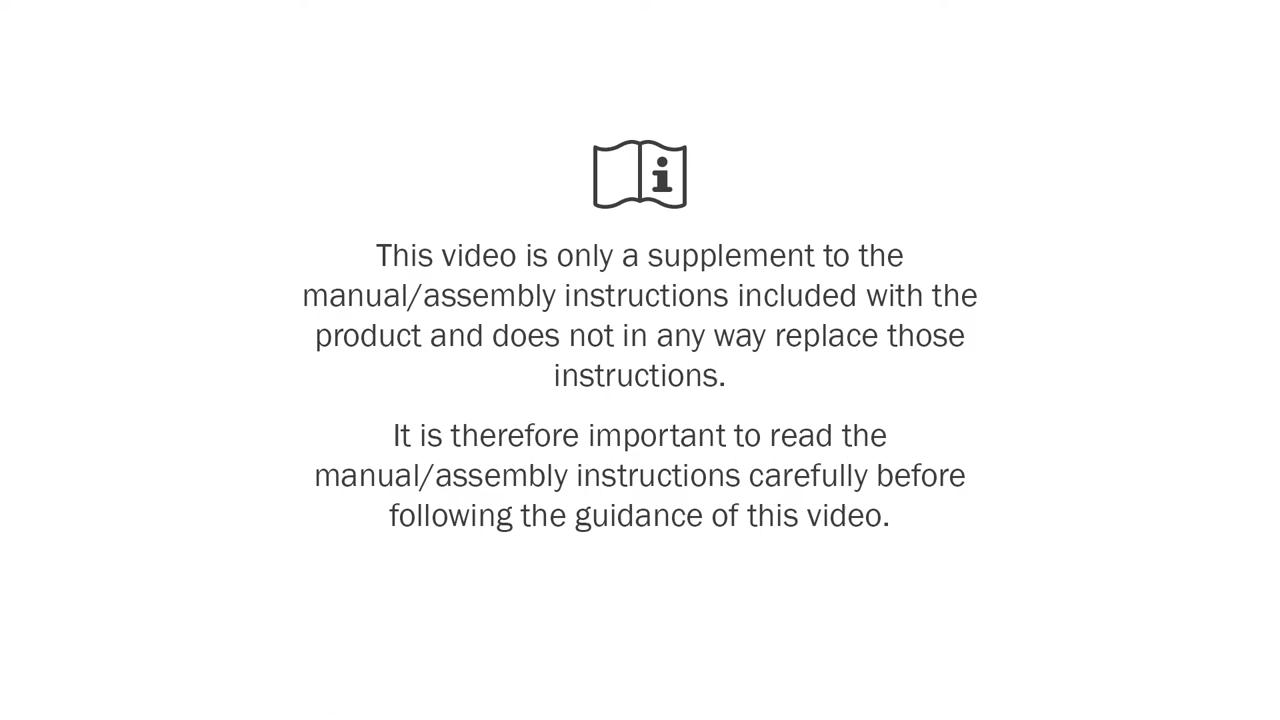 This video is only a supplement to the
manual/assembly instructions included with the
product and does not in any way replace those
instructions.
It is therefore important to read the
manual/assembly instructions carefully before
following the guidance of this video.